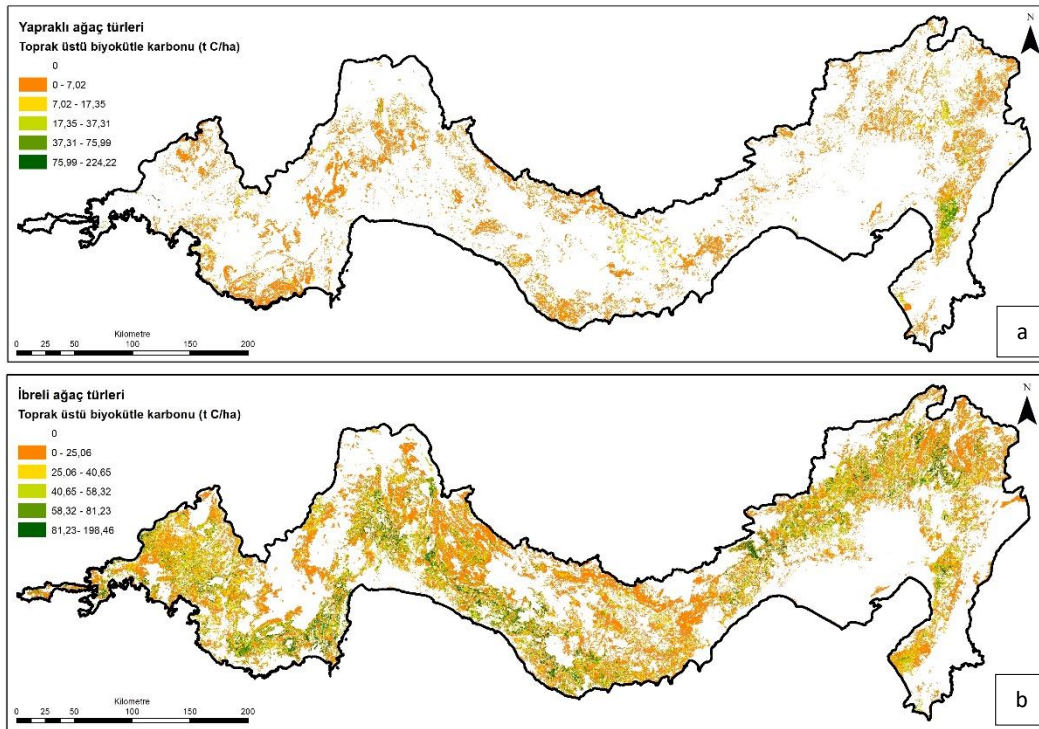 Yapraklı ağaç türleri
Toprak üstü biyokütle karbonu (t C/ha)
0
0 - 7,02
7,02 - 17,35
17,35 - 37,31
37,31 - 75,99
75,99 - 224,22
N
Kilometre
0 25 50 100 150 200
a
İbreli ağaç türleri
Toprak üstü biyokütle karbonu (t C/ha)
0
0 - 25,06
25,06 - 40,65
40,65 - 58,32
58,32 - 81,23
81,23- 198,46
N
Kilometre
0 25 50 100 150 200
b